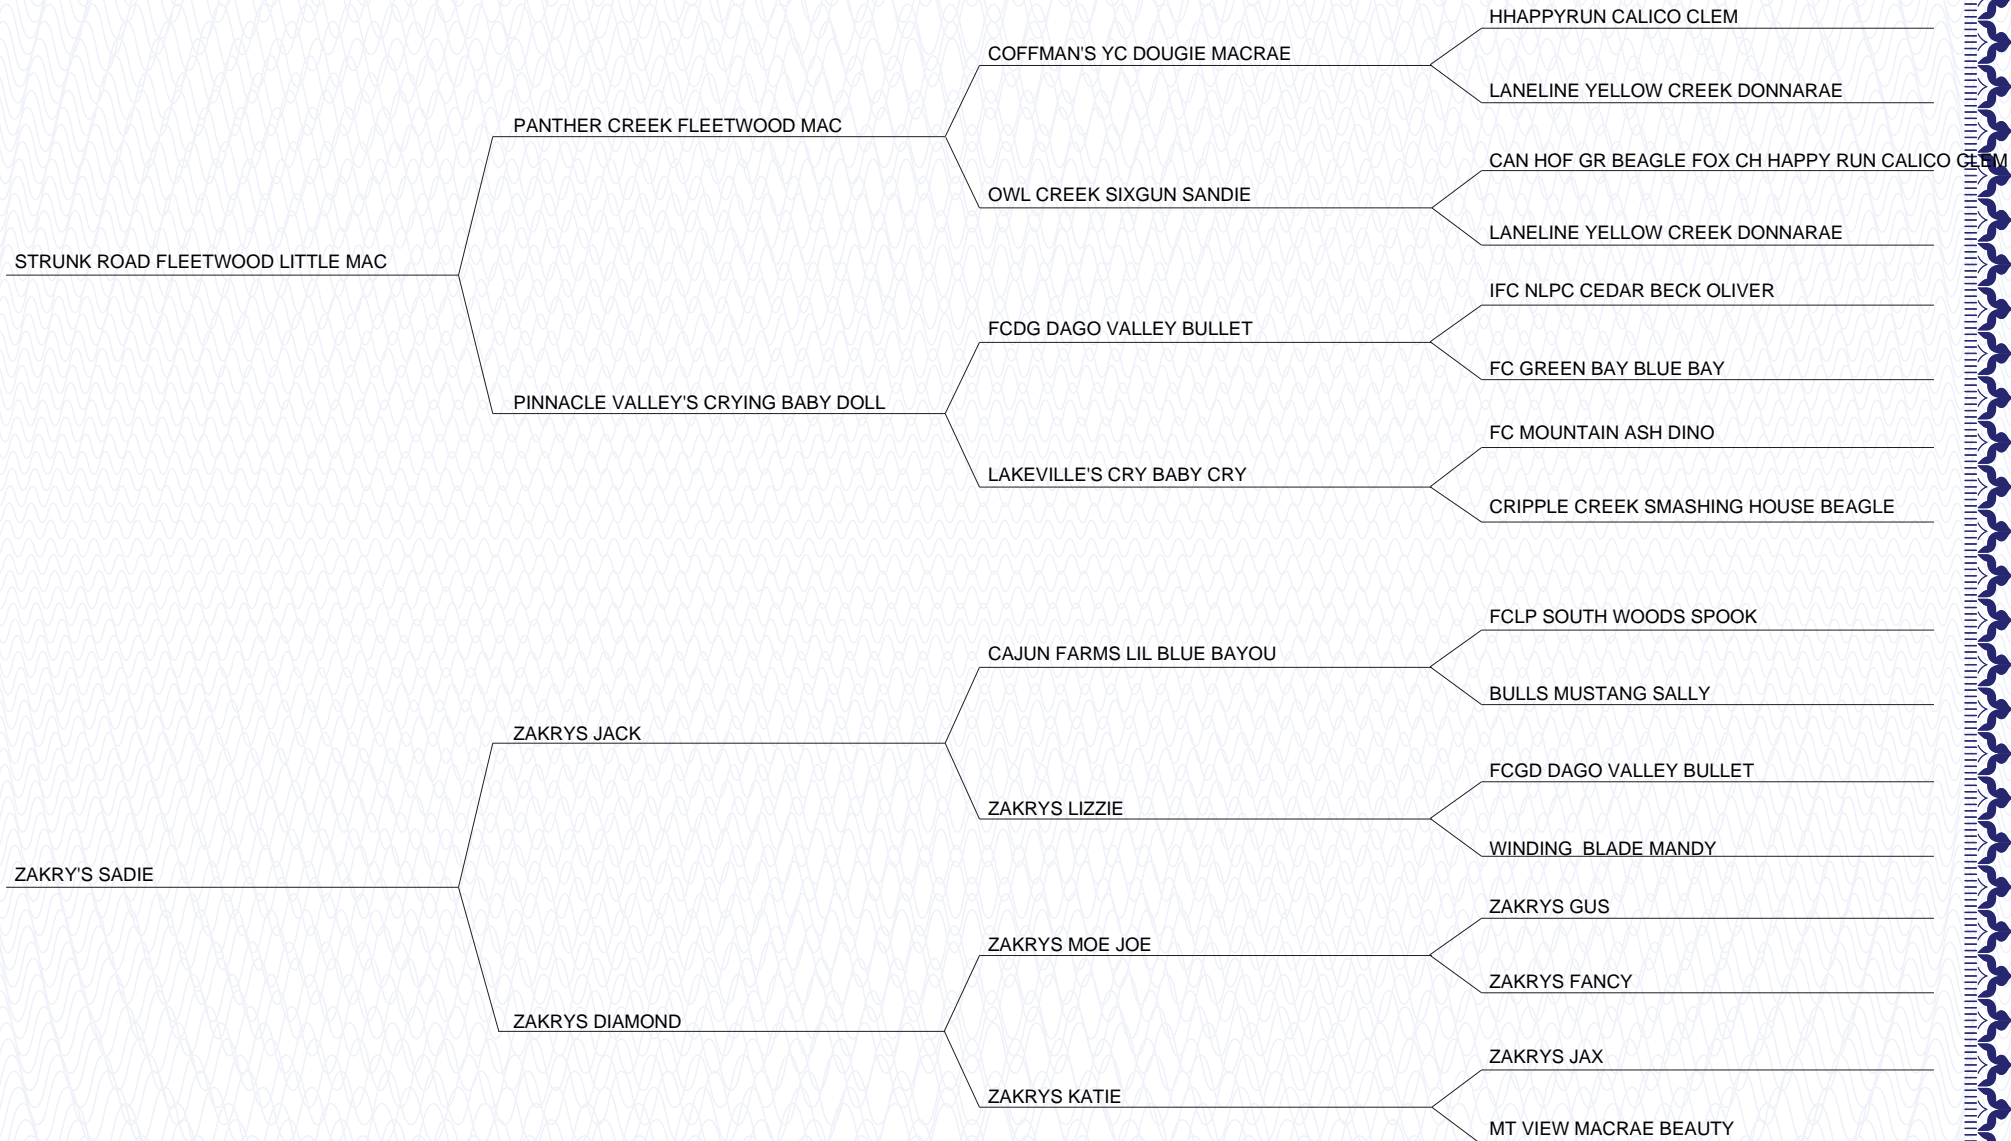 HHAPPYRUN CALICO CLEM
COFFMAN'S YC DOUGIE MACRAE
LANELINE YELLOW CREEK DONNARAE
PANTHER CREEK FLEETWOOD MAC
CAN HOF GR BEAGLE FOX CH HAPPY RUN CALICO CLEM
OWL CREEK SIXGUN SANDIE
LANELINE YELLOW CREEK DONNARAE
STRUNK ROAD FLEETWOOD LITTLE MAC
IFC NLPC CEDAR BECK OLIVER
FCDG DAGO VALLEY BULLET
FC GREEN BAY BLUE BAY
PINNACLE VALLEY'S CRYING BABY DOLL
FC MOUNTAIN ASH DINO
LAKEVILLE'S CRY BABY CRY
CRIPPLE CREEK SMASHING HOUSE BEAGLE
FCLP SOUTH WOODS SPOOK
CAJUN FARMS LIL BLUE BAYOU
BULLS MUSTANG SALLY
ZAKRYS JACK
FCGD DAGO VALLEY BULLET
ZAKRYS LIZZIE
WINDING  BLADE MANDY
ZAKRY'S SADIE
ZAKRYS GUS
ZAKRYS MOE JOE
ZAKRYS FANCY
ZAKRYS DIAMOND
ZAKRYS JAX
ZAKRYS KATIE
MT VIEW MACRAE BEAUTY